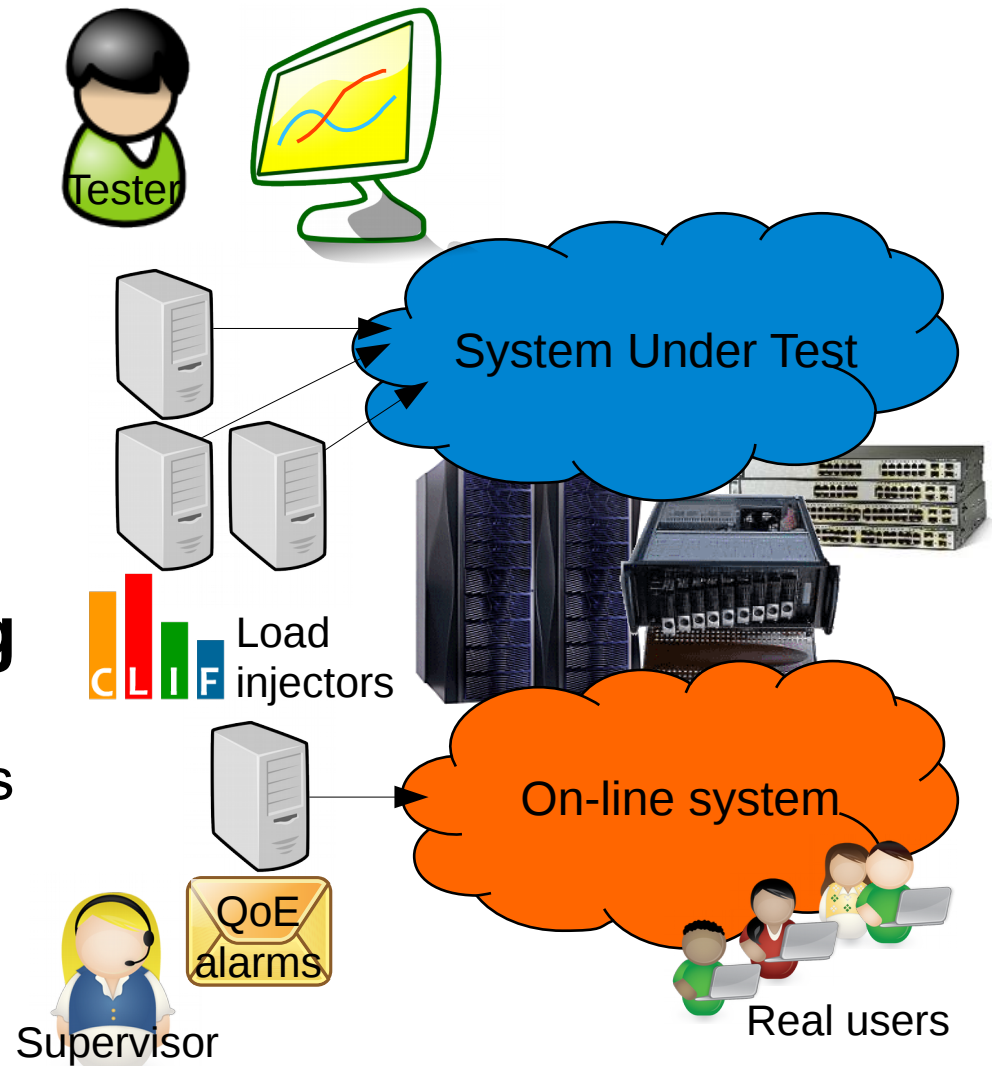 Tester
System Under Test
g
CLIF
Load
injectors
s
On-line system
QoE
alarms
Real users
Supervisor